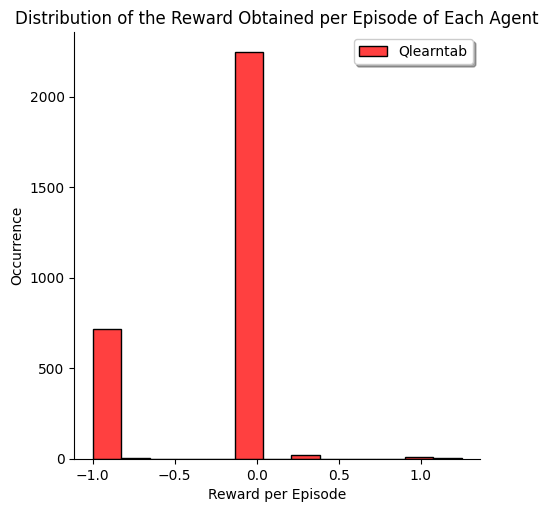 Distribution of the Reward Obtained per Episode of Each Agent
Qlearntab
Occurrence
2000
1500
1000
500
0
−1.0 −0.5 0.0 0.5 1.0
Reward per Episode